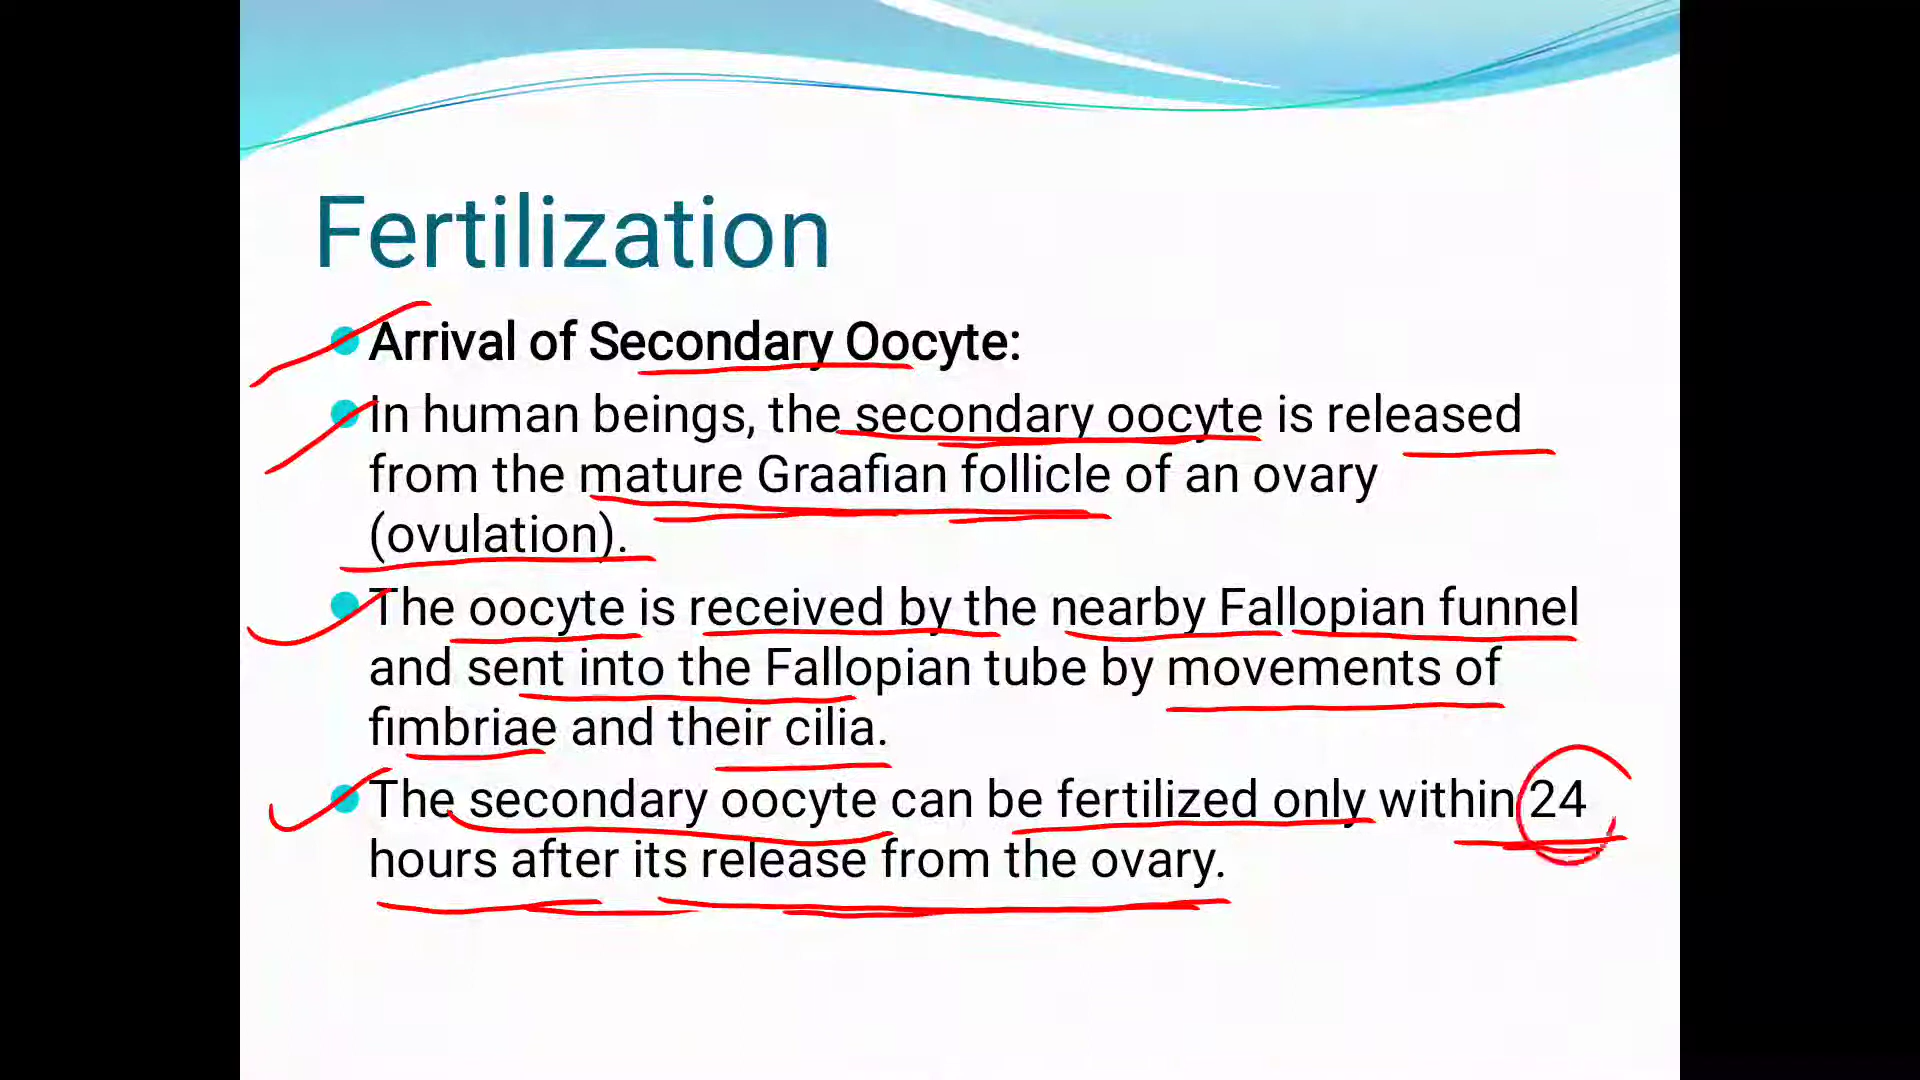 Fertilization
Arrival of Secondary Oocyte:
In human beings, the secondary oocyte is released
from the mature Graafian follicle of an ovary
(ovulation).
The oocyte is received by the nearby Fallopian funnel
and sent into the Fallopian tube by movements of
fimbriae and their cilia.
The secondary oocyte can be fertilized only within 24
hours after its release from the ovary.